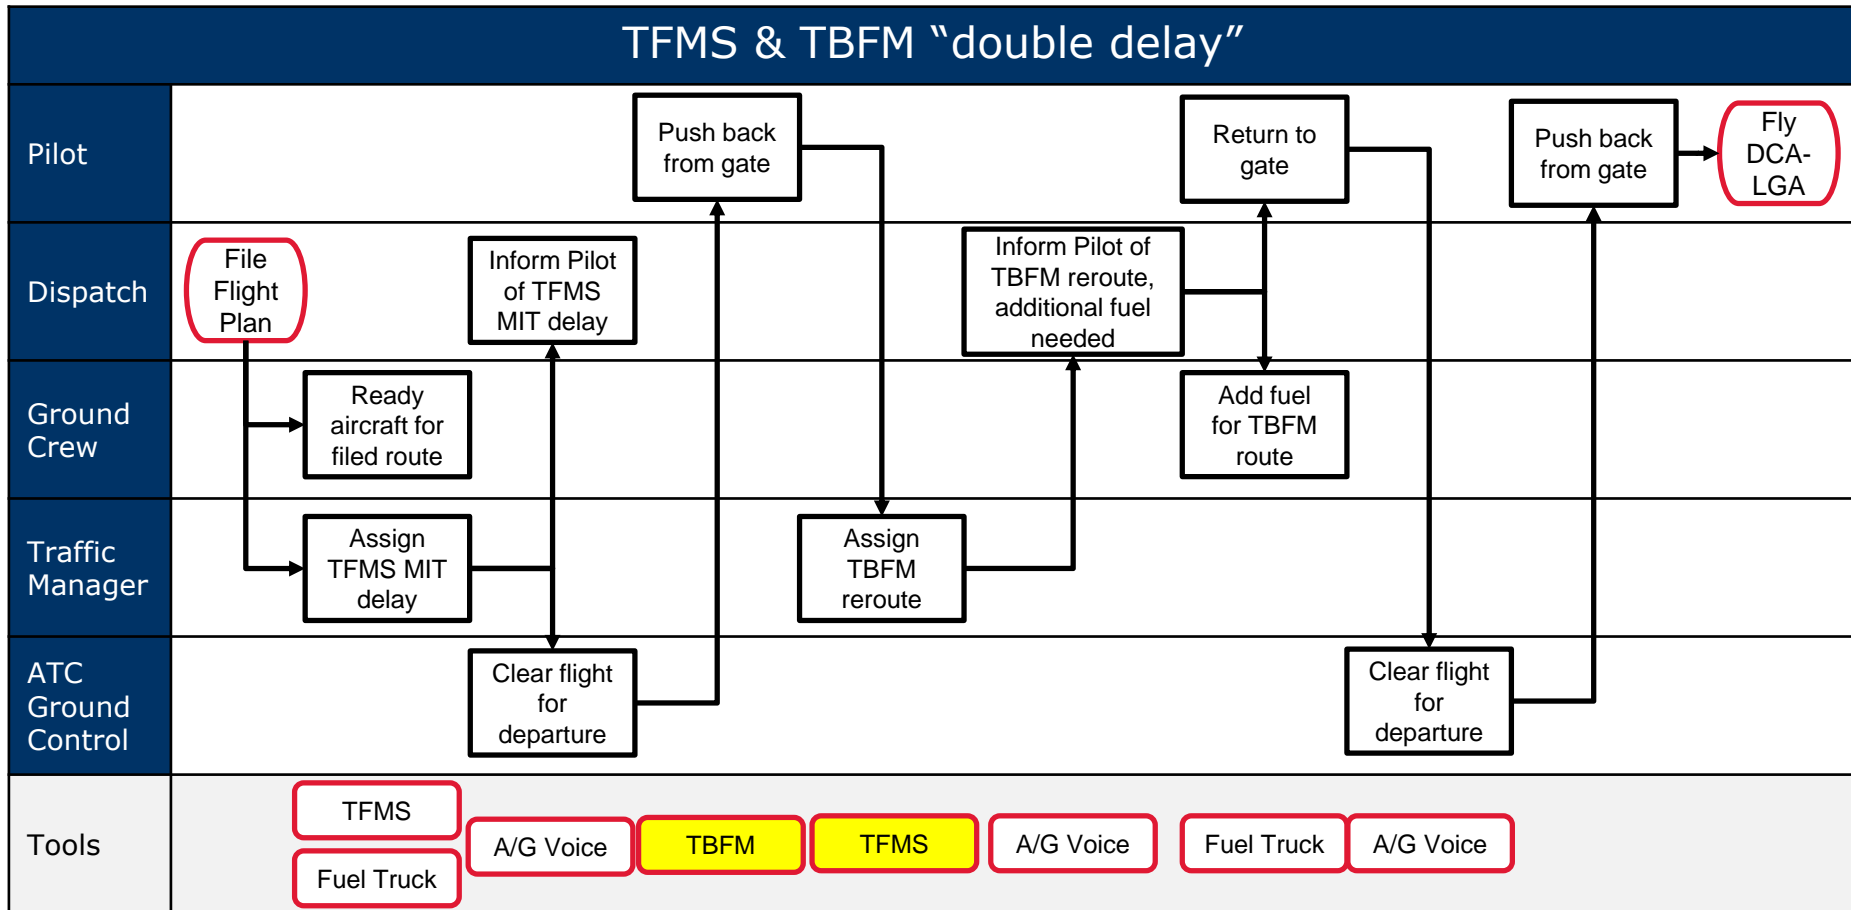 TFMS & TBFM “double delay”
Pilot
Push back
from gate
Return to
gate
Push back
from gate
Fly
DCA-
LGA
Dispatch
File
Flight
Plan
Inform Pilot
of TFMS
MIT delay
Inform Pilot of
TBFM reroute,
additional fuel
needed
Ground
Crew
Ready
aircraft for
filed route
Add fuel
for TBFM
route
Traffic
Manager
Assign
TFMS MIT
delay
Assign
TBFM
reroute
ATC
Ground
Control
Clear flight
for
departure
Clear flight
for
departure
Tools
TFMS
Fuel Truck
A/G Voice
TBFM
TFMS
A/G Voice
Fuel Truck
A/G Voice